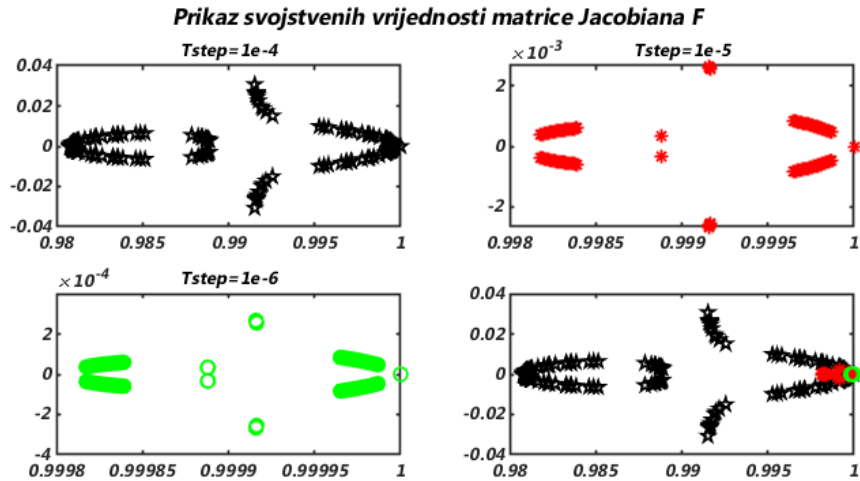 Prikaz svojstvenih vrijednosti matrice Jacobiana F
Tstep=1e-4
0.04
0.02
0
-0.02
-0.04
0.98 0.985 0.99 0.995 1
Tstep=1e-5
×10⁻³
2
0
-2
0.998 0.9985 0.999 0.9995 1
Tstep=1e-6
×10⁻⁴
4
2
0
-2
-4
0.9998 0.99985 0.9999 0.99995 1
0.04
0.02
0
-0.02
-0.04
0.98 0.985 0.99 0.995 1